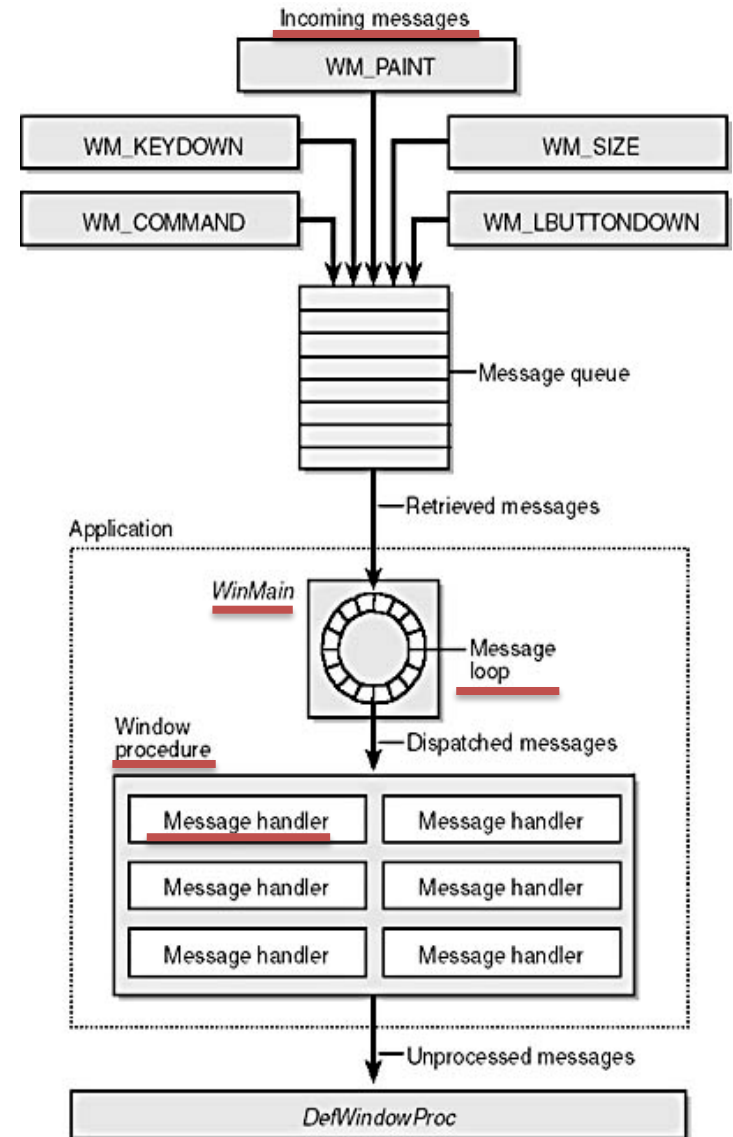 Incoming messages
WM_PAINT
WM_KEYDOWN
WM_SIZE
WM_COMMAND
WM_LBUTTONDOWN
Message queue
Retrieved messages
Application
WinMain
Message
loop
Window
procedure
Dispatched messages
Message handler
Message handler
Message handler
Message handler
Message handler
Message handler
Unprocessed messages
DefWindowProc